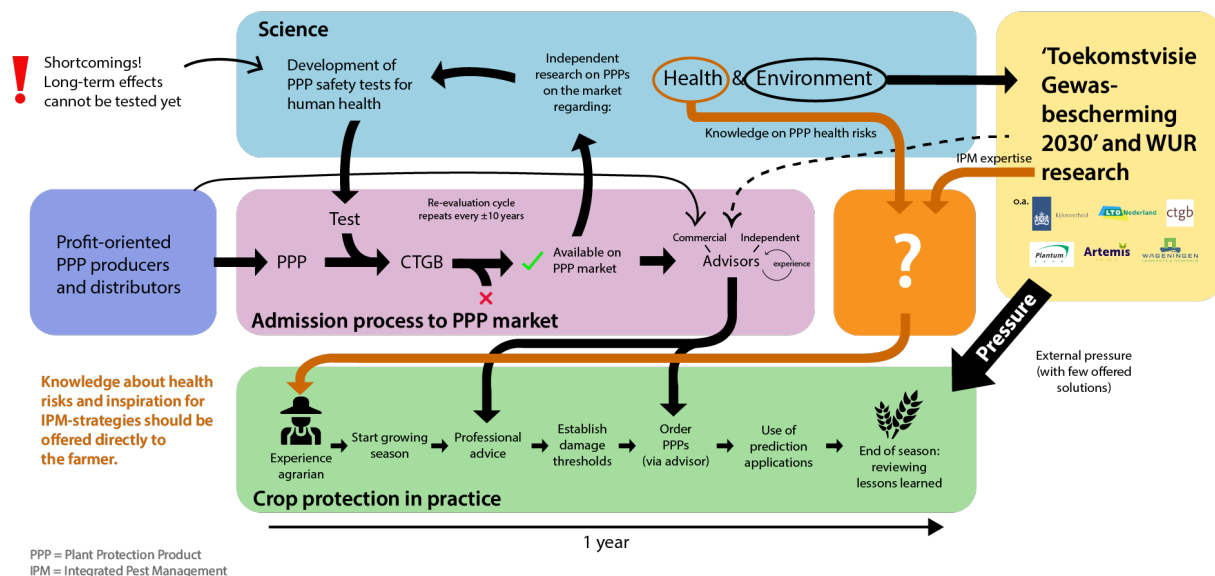 Science
Shortcomings!
Long-term effects
cannot be tested yet
Development of
PPP safety tests for
human health
Independent
research on PPPs
on the market
regarding:
Health & Environment
Knowledge on PPP health risks
'Toekomstvisie
Gewas-
bescherming
2030' and WUR
research
IPM expertise
o.a.
Rijksoverheid
LTO Nederland
ctgb
Plantum
Artemis
WAGENINGEN
Profit-oriented
PPP producers
and distributors
Test
Re-evaluation cycle
repeats every ±10 years
PPP
CTGB
Available on
PPP market
Commercial
Independent
Advisors
experience
Admission process to PPP market
?
Pressure
External pressure
(with few offered
solutions)
Knowledge about health
risks and inspiration for
IPM-strategies should be
offered directly to
the farmer.
Experience
agrarian
Start growing
season
Professional
advice
Establish
damage
thresholds
Order
PPPs
(via advisor)
Use of
prediction
applications
End of season:
reviewing
lessons learned
Crop protection in practice
1 year
PPP = Plant Protection Product
IPM = Integrated Pest Management